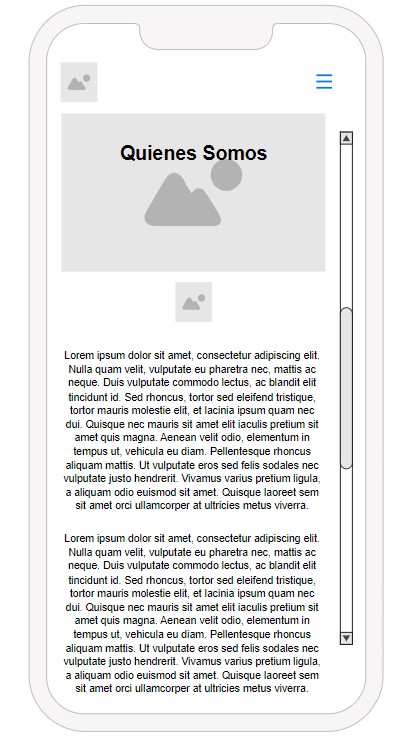 Quienes Somos
Lorem ipsum dolor sit amet, consectetur adipiscing elit.
Nulla quam velit, vulputate eu pharetra nec, mattis ac
neque. Duis vulputate commodo lectus, ac blandit elit
tincidunt id. Sed rhoncus, tortor sed eleifend tristique,
tortor mauris molestie elit, et lacinia ipsum quam nec
dui. Quisque nec mauris sit amet elit iaculis pretium sit
amet quis magna. Aenean velit odio, elementum in
tempus ut, vehicula eu diam. Pellentesque rhoncus
aliquam mattis. Ut vulputate eros sed felis sodales nec
vulputate justo hendrerit. Vivamus varius pretium ligula,
a aliquam odio euismod sit amet. Quisque laoreet sem
sit amet orci ullamcorper at ultricies metus viverra.
Lorem ipsum dolor sit amet, consectetur adipiscing elit.
Nulla quam velit, vulputate eu pharetra nec, mattis ac
neque. Duis vulputate commodo lectus, ac blandit elit
tincidunt id. Sed rhoncus, tortor sed eleifend tristique,
tortor mauris molestie elit, et lacinia ipsum quam nec
dui. Quisque nec mauris sit amet elit iaculis pretium sit
amet quis magna. Aenean velit odio, elementum in
tempus ut, vehicula eu diam. Pellentesque rhoncus
aliquam mattis. Ut vulputate eros sed felis sodales nec
vulputate justo hendrerit. Vivamus varius pretium ligula,
a aliquam odio euismod sit amet. Quisque laoreet sem
sit amet orci ullamcorper at ultricies metus viverra.